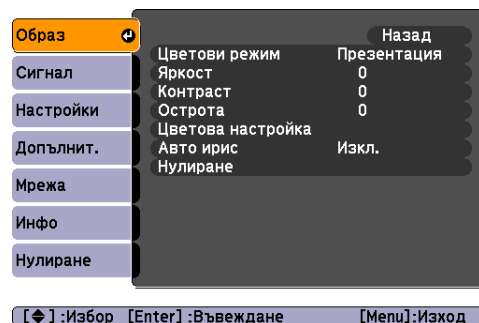 Образ
Сигнал
Настройки
Допълнит.
Мрежа
Инфо
Нулиране
Назад
Цветови режим Презентация
Яркост 0
Контраст 0
Острота 0
Цветова настройка
Авто ирис Изкл.
Нулиране
[◆] :Избор [Enter] :Въвеждане [Menu]:Изход